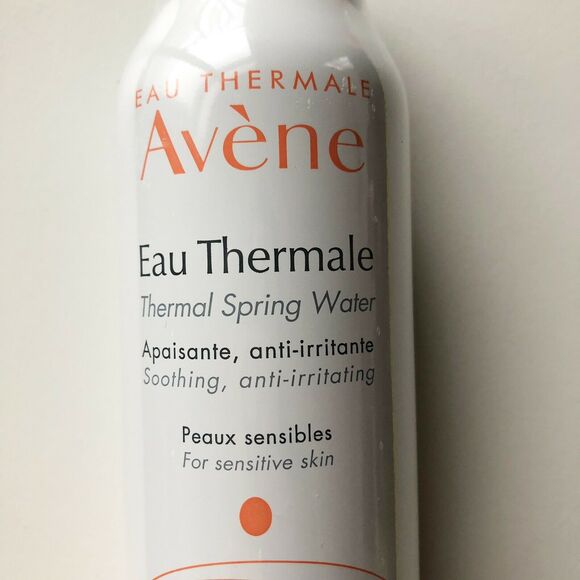 EAU THERMALE
Avène
Eau Thermale
Thermal Spring Water
Apaisante, anti-irritante
Soothing, anti-irritating
Peaux sensibles
For sensitive skin